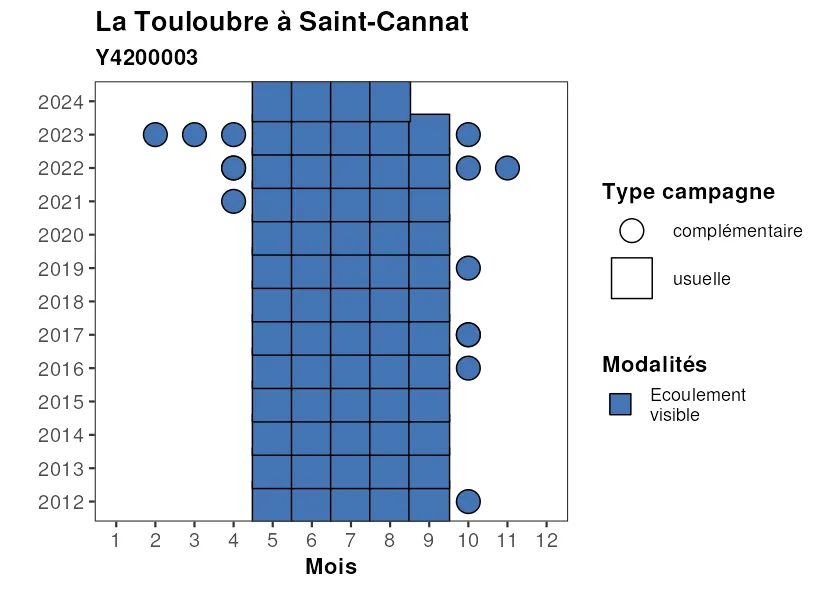 La Touloubre à Saint-Cannat
Y4200003
2024
2023
2022
2021
2020
2019
2018
2017
2016
2015
2014
2013
2012
1 2 3 4 5 6 7 8 9 10 11 12
Mois
Type campagne
complémentaire
usuelle
Modalités
Ecoulement
visible